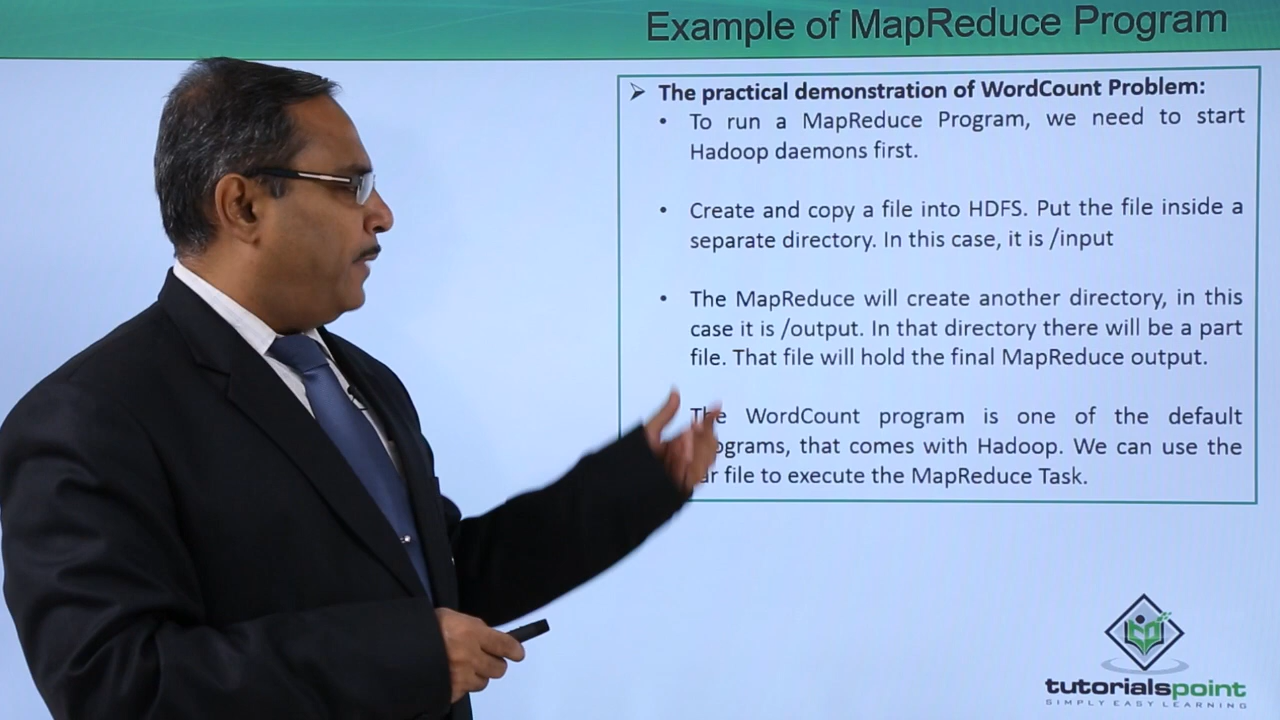 Example of MapReduce Program
➢ The practical demonstration of WordCount Problem:
• To run a MapReduce Program, we need to start
Hadoop daemons first.
• Create and copy a file into HDFS. Put the file inside a
separate directory. In this case, it is /input
• The MapReduce will create another directory, in this
case it is /output. In that directory there will be a part
file. That file will hold the final MapReduce output.
The WordCount program is one of the default
that comes with Hadoop. We can use the
file to execute the MapReduce Task.
tutorialspoint
SIMPLY EASY LEARNING